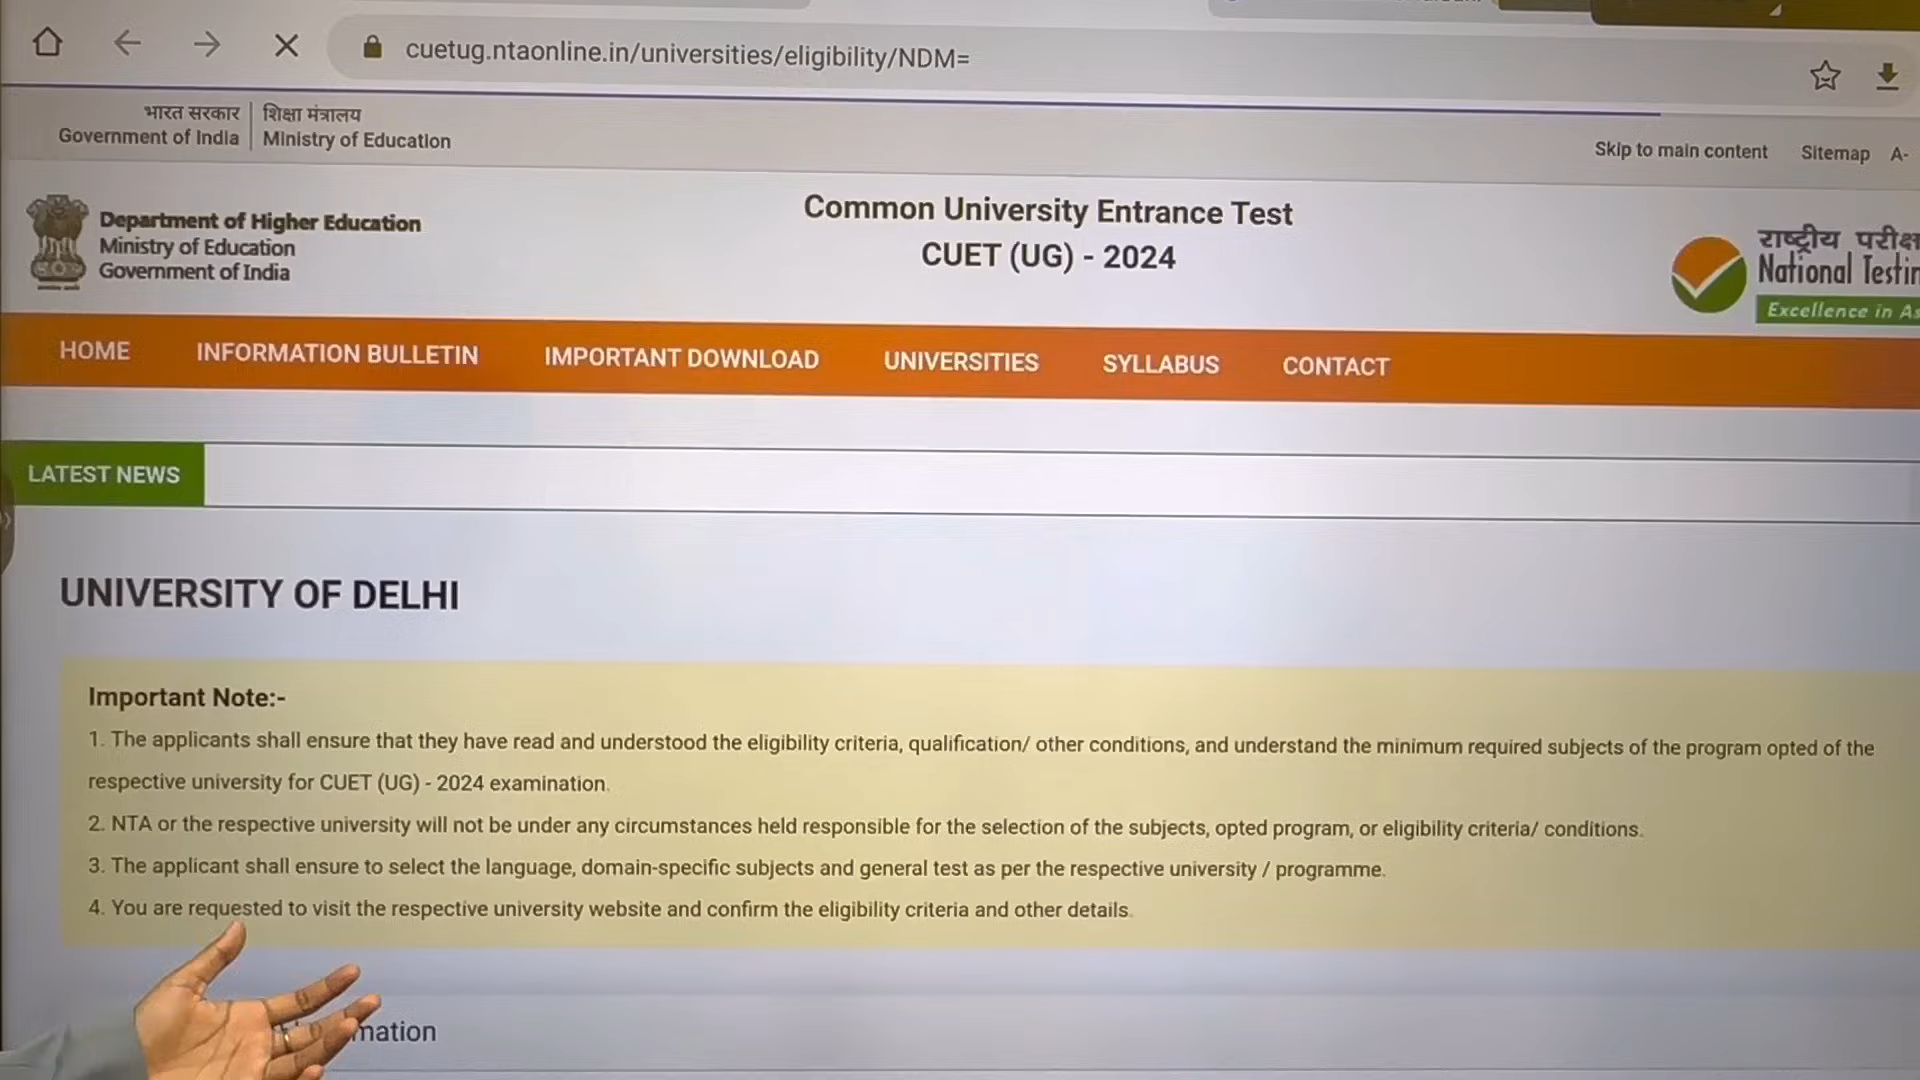 cuetug.ntaonline.in/universities/eligibility/NDM=
भारत सरकार | शिक्षा मंत्रालय
Government of India | Ministry of Education
Skip to main content Sitemap A-
Department of Higher Education
Ministry of Education
Government of India
Common University Entrance Test
CUET (UG) - 2024
राष्ट्रीय
National
Excellence in
HOME INFORMATION BULLETIN IMPORTANT DOWNLOAD UNIVERSITIES SYLLABUS CONTACT
LATEST NEWS
UNIVERSITY OF DELHI
Important Note:-
1. The applicants shall ensure that they have read and understood the eligibility criteria, qualification/ other conditions, and understand the minimum required subjects of the program opted of the
respective university for CUET (UG) - 2024 examination.
2. NTA or the respective university will not be under any circumstances held responsible for the selection of the subjects, opted program, or eligibility criteria/ conditions.
3. The applicant shall ensure to select the language, domain-specific subjects and general test as per the respective university / programme.
4. You are requested to visit the respective university website and confirm the eligibility criteria and other details.